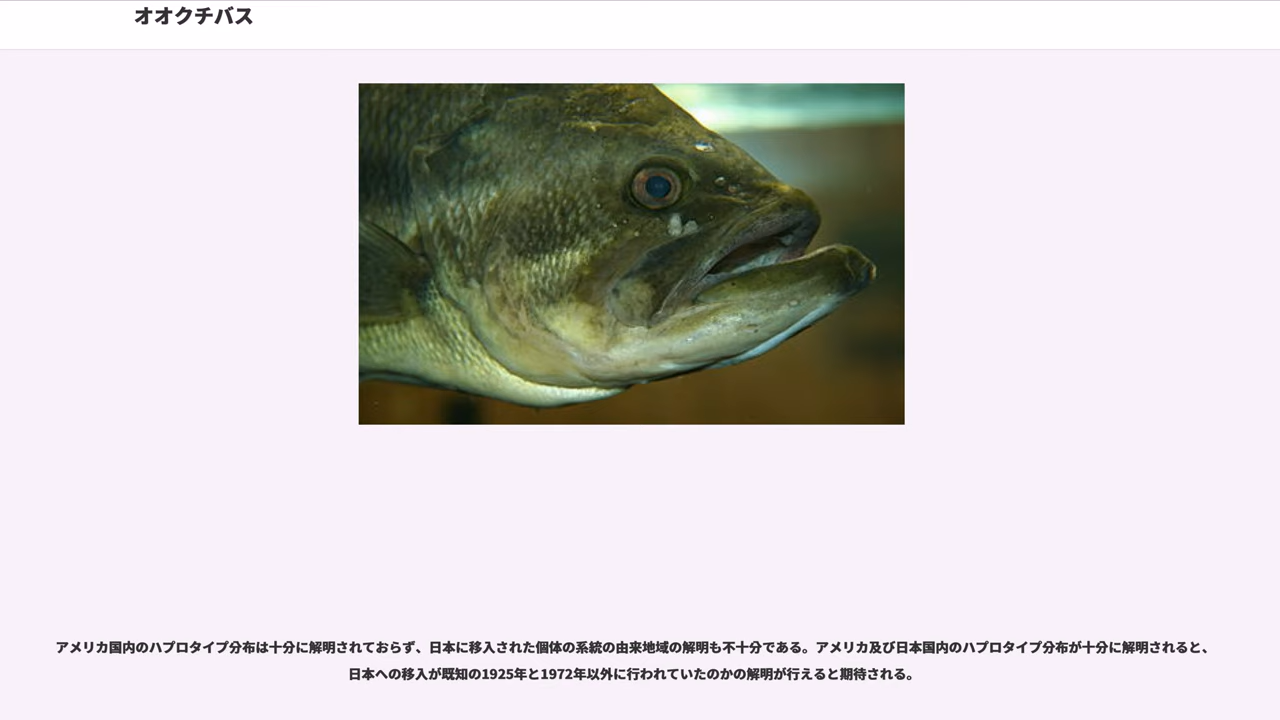 オオクチバス
アメリカ国内のハプロタイプ分布は十分に解明されておらず、日本に移入された個体の系統の由来地域の解明も不十分である。アメリカ及び日本国内のハプロタイプ分布が十分に解明されると、
日本への移入が既知の1925年と1972年以外に行われていたのかの解明が行えると期待される。